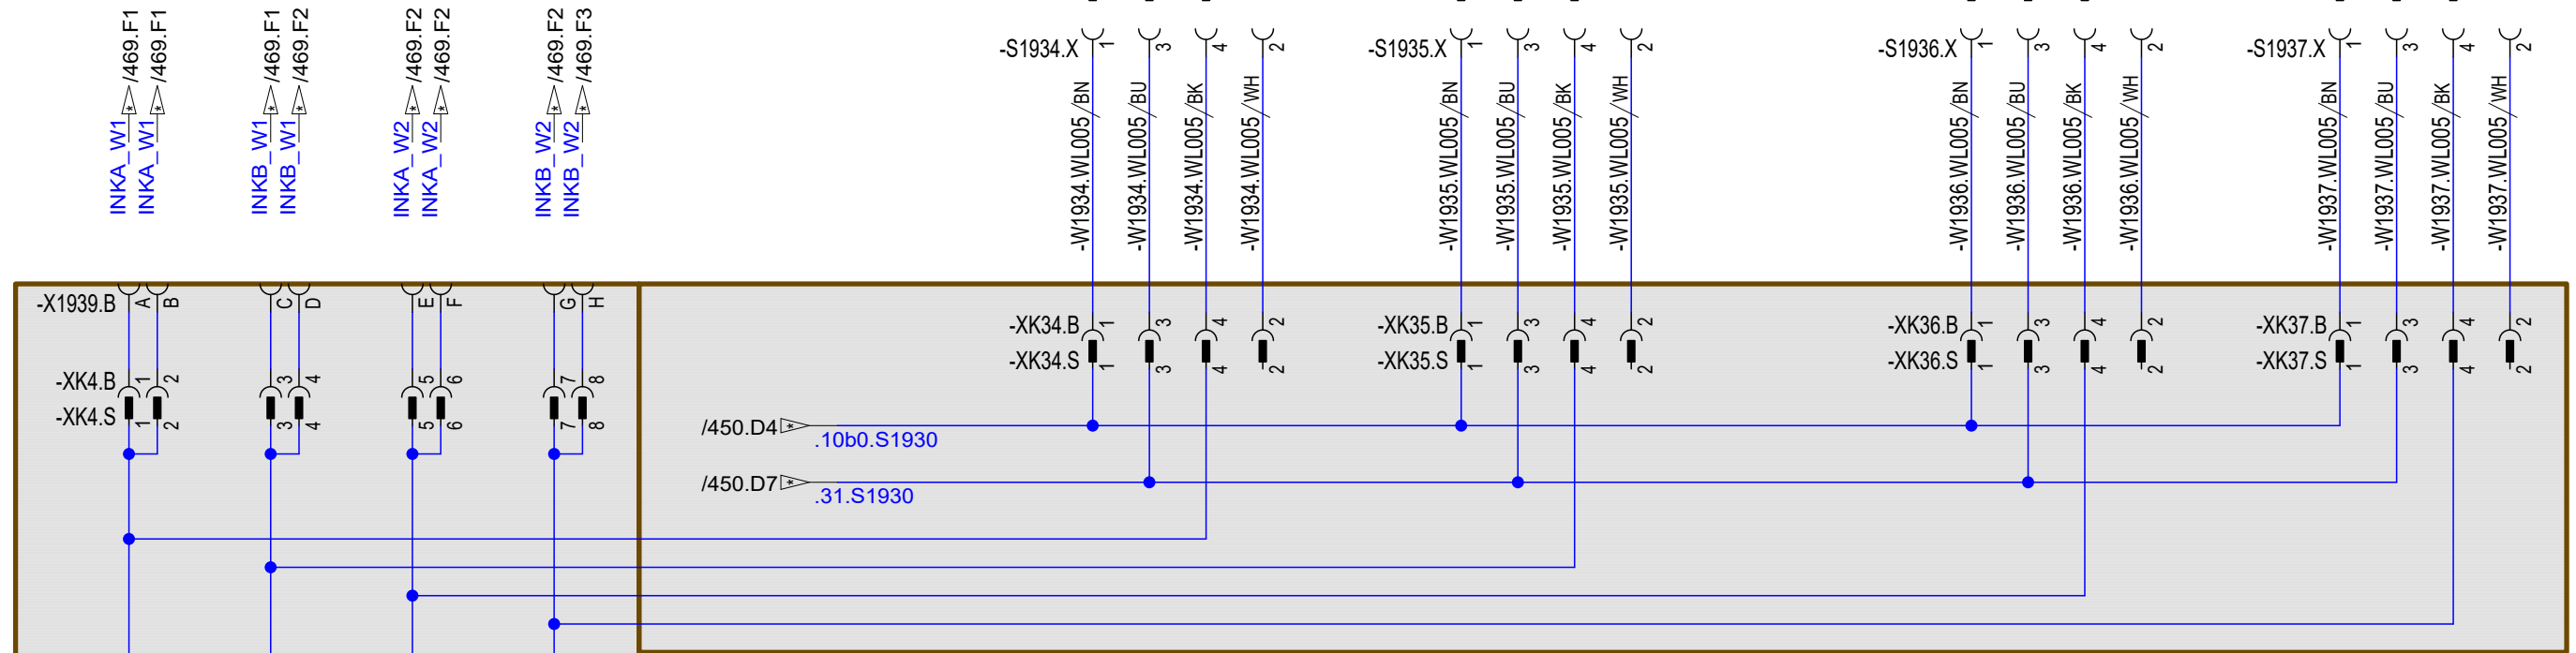 INKA_W1 /469.F1
INKA_W1 /469.F1
INKB_W1 /469.F1
INKB_W1 /469.F2
INKA_W2 /469.F2
INKA_W2 /469.F2
INKB_W2 /469.F2
INKB_W2 /469.F3
-S1934.X 1 3 4 2
-S1935.X 1 3 4 2
-S1936.X 1 3 4 2
-S1937.X 1 3 4 2
-W1934.WL005 /BN
-W1934.WL005 /BU
-W1934.WL005 /BK
-W1934.WL005 /WH
-W1935.WL005 /BN
-W1935.WL005 /BU
-W1935.WL005 /BK
-W1935.WL005 /WH
-W1936.WL005 /BN
-W1936.WL005 /BU
-W1936.WL005 /BK
-W1936.WL005 /WH
-W1937.WL005 /BN
-W1937.WL005 /BU
-W1937.WL005 /BK
-W1937.WL005 /WH
-X1939.B A B C D E F G H
-XK34.B 1 3 4 2
-XK35.B 1 3 4 2
-XK36.B 1 3 4 2
-XK37.B 1 3 4 2
-XK34.S 1 3 4 2
-XK35.S 1 3 4 2
-XK36.S 1 3 4 2
-XK37.S 1 3 4 2
-XK4.B 1 2 3 4 5 6 7 8
-XK4.S 1 2 3 4 5 6 7 8
/450.D4 .10b0.S1930
/450.D7 .31.S1930